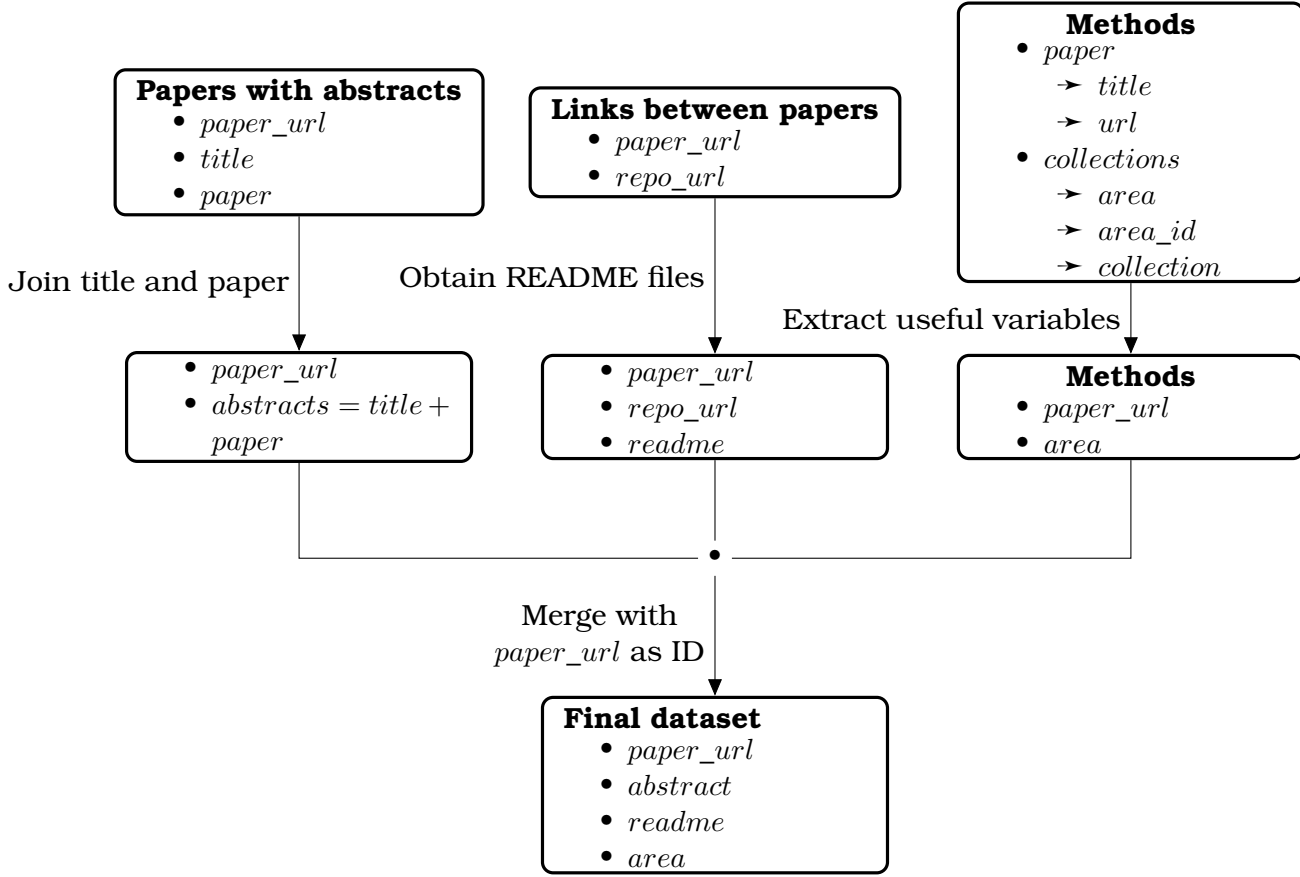 Papers with abstracts
• paper_url
• title
• paper
Links between papers
• paper_url
• repo_url
Methods
• paper
➛ title
➛ url
• collections
➛ area
➛ area_id
➛ collection
Join title and paper
Obtain README files
Extract useful variables
• paper_url
• abstracts = title +
paper
• paper_url
• repo_url
• readme
Methods
• paper_url
• area
•
Merge with
paper_url as ID
Final dataset
• paper_url
• abstract
• readme
• area